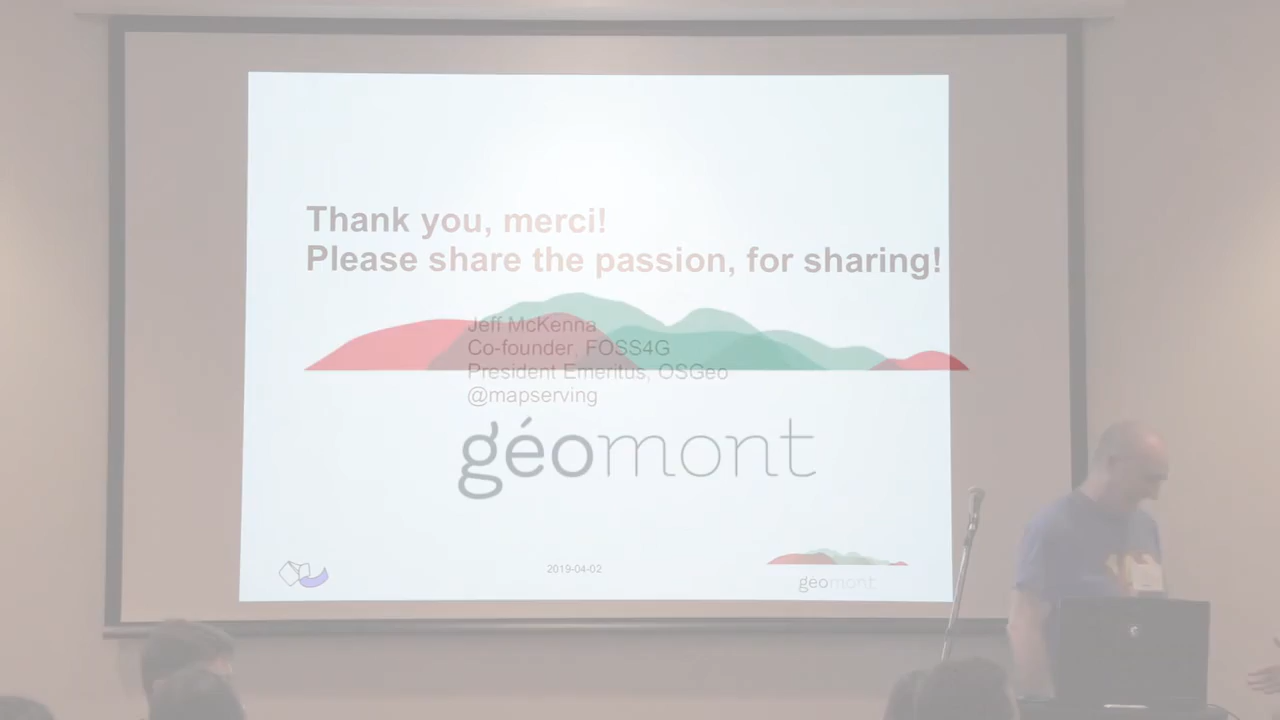 Thank you, merci!
Please share the passion, for sharing!
Jeff McKenna
Co-founder, FOSS4G
President Emeritus, OSGeo
@mapserving
géomont
2019-04-02
géomont